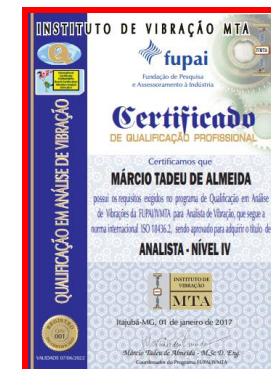 INSTITUTO DE VIBRAÇÃO MTA
fupai
Fundação de Pesquisa
e Assessoramento à Indústria
Certificado
DE QUALIFICAÇÃO PROFISSIONAL
Certificamos que
MÁRCIO TADEU DE ALMEIDA
possui os requisitos exigidos no programa de Qualificação em Análise
de Vibrações da FUPAI/IVMTA para Analista de Vibração, que segue a
norma internacional ISO 18436.2, sendo aprovado para adquirir o título de
ANALISTA - NÍVEL IV
INSTITUTO DE
VIBRAÇÃO
MTA
Itajubá-MG, 01 de janeiro de 2017
Márcio Tadeu de Almeida - M.Sc D. Eng.
Coordenador do Programa FUPAI/IVMTA
QUALIFICAÇÃO EM ANÁLISE DE VIBRAÇÃO
REGISTRO
001
VALIDADE 07/06/2022